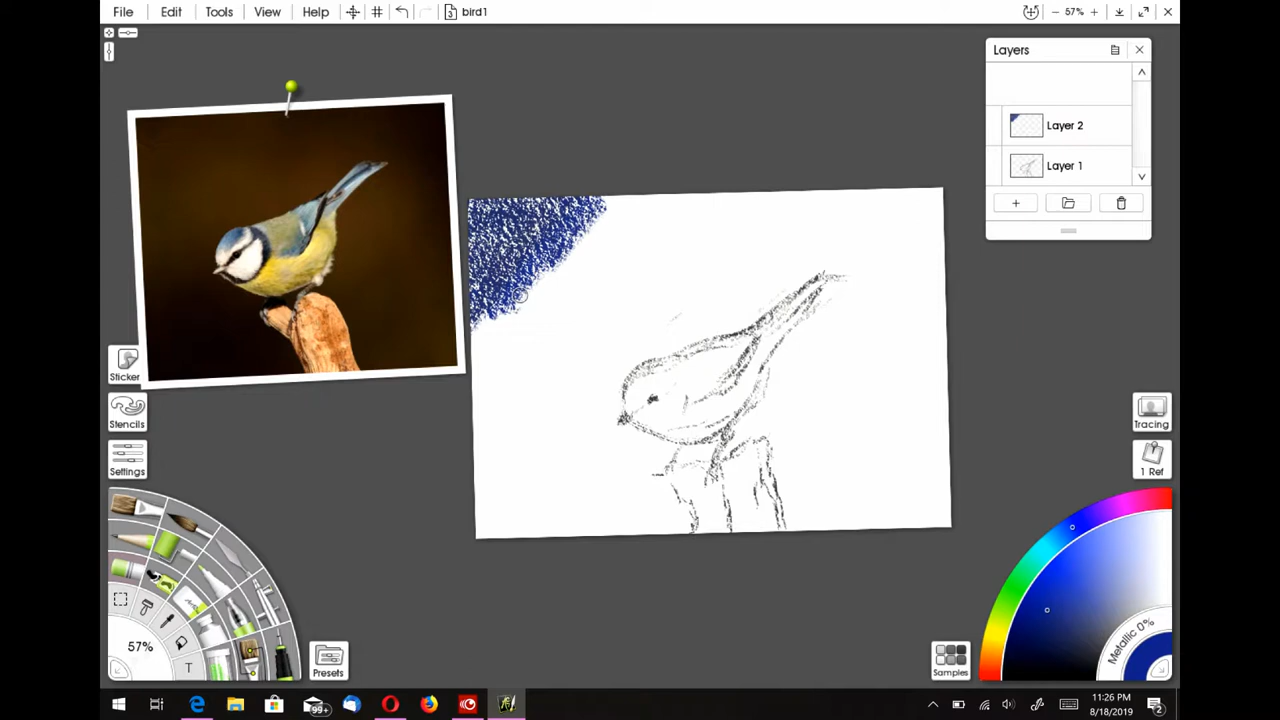 File Edit Tools View Help bird1 57%
Layers
Layer 2
Layer 1
Sticker
Stencils
Settings
Tracing
1 Ref
57%
T
Presets
Samples
Metallic 0%
99+
11:26 PM
8/18/2019
2